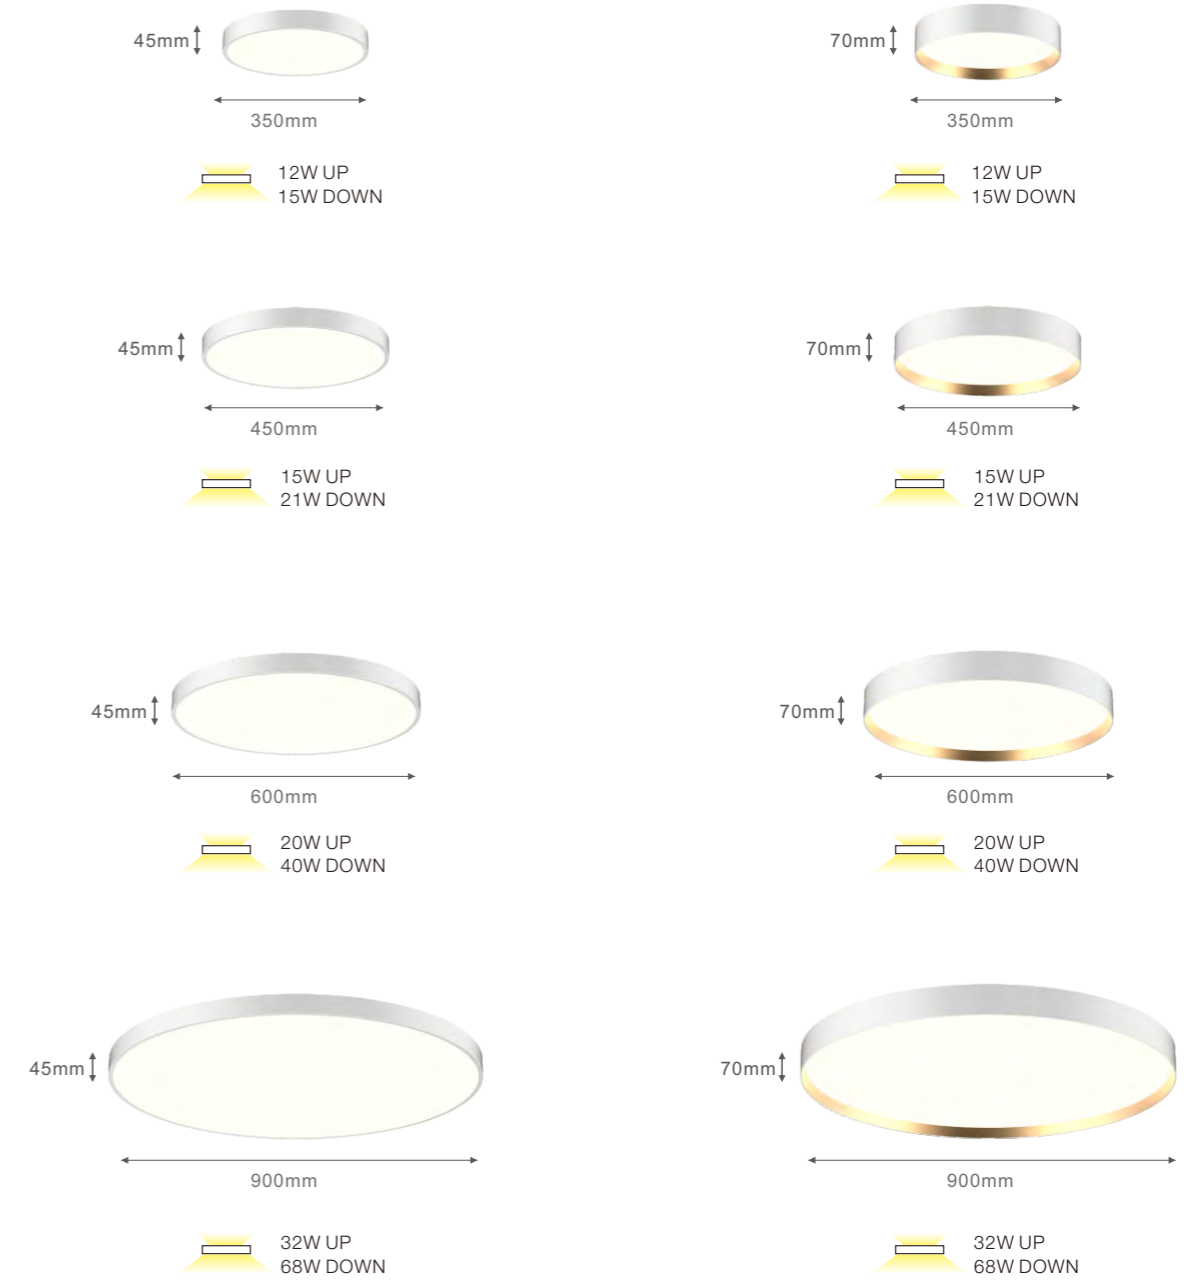 45mm
350mm
12W UP
15W DOWN
70mm
350mm
12W UP
15W DOWN
45mm
450mm
15W UP
21W DOWN
70mm
450mm
15W UP
21W DOWN
45mm
600mm
20W UP
40W DOWN
70mm
600mm
20W UP
40W DOWN
45mm
900mm
32W UP
68W DOWN
70mm
900mm
32W UP
68W DOWN